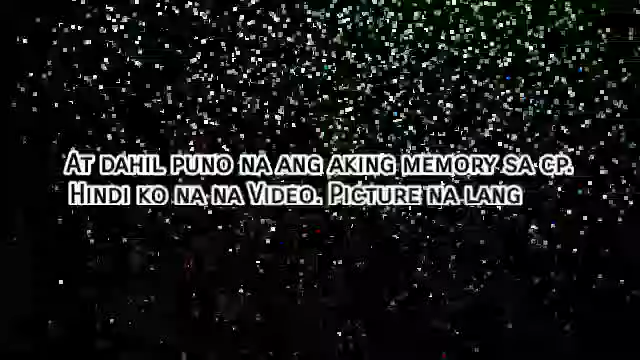 At dahil puno na ang aking memory sa cp.
Hindi ko na na Video. Picture na lang